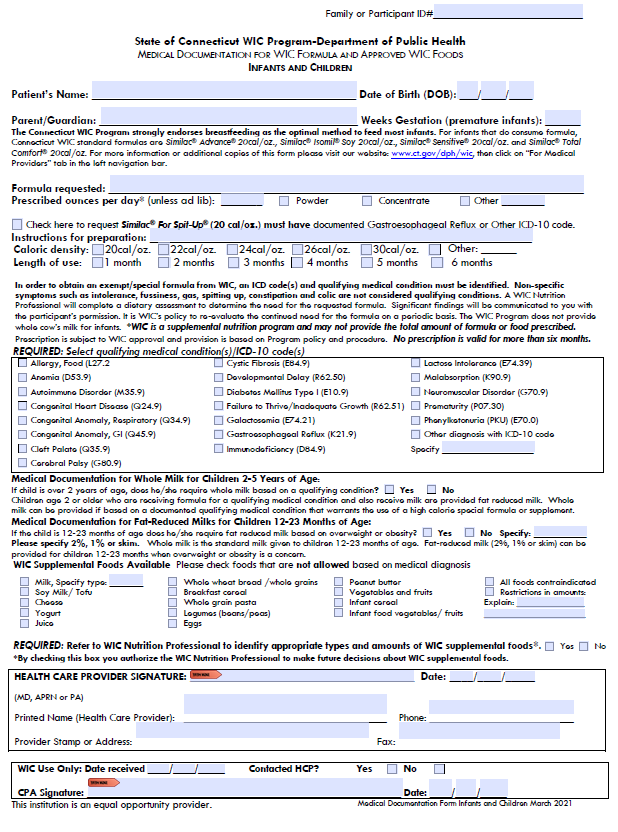 Family or Participant ID#
State of Connecticut WIC Program-Department of Public Health
MEDICAL DOCUMENTATION FOR WIC FORMULA AND APPROVED WIC FOODS
INFANTS AND CHILDREN
Patient's Name: Date of Birth (DOB): / /
Parent/Guardian: Weeks Gestation (premature infants):
The Connecticut WIC Program strongly endorses breastfeeding as the optimal method to feed most infants. For infants that do consume formula,
Connecticut WIC standard formulas are Similac® Advance® 20cal/oz., Similac® Isomil® Soy 20cal/oz., Similac® Sensitive® 20cal/oz. and Similac® Total
Comfort® 20cal/oz. For more information or additional copies of this form please visit our website: www.ct.gov/dph/wic, then click on "For Medical
Providers" tab in the left navigation bar.
Formula requested:
Prescribed ounces per day* (unless ad lib): Powder Concentrate Other
Check here to request Similac® For Spit-Up® (20 cal/oz.) must have documented Gastroesophageal Reflux or Other ICD-10 code.
Instructions for preparation:
Caloric density: 20cal/oz. 22cal/oz. 24cal/oz. 26cal/oz. 30cal/oz. Other:
Length of use: 1 month 2 months 3 months 4 months 5 months 6 months
In order to obtain an exempt/special formula from WIC, an ICD code(s) and qualifying medical condition must be identified. Non-specific
symptoms such as intolerance, fussiness, gas, spitting up, constipation and colic are not considered qualifying conditions. A WIC Nutrition
Professional will complete a dietary assessment to determine the need for the requested formula. Significant findings will be communicated to you with
the participant's permission. It is WIC's policy to re-evaluate the continued need for the formula on a periodic basis. The WIC Program does not provide
whole cow's milk for infants. *WIC is a supplemental nutrition program and may not provide the total amount of formula or food prescribed.
Prescription is subject to WIC approval and provision is based on Program policy and procedure. No prescription is valid for more than six months.
REQUIRED: Select qualifying medical condition(s)/ICD-10 code(s)
Allergy, Food (L27.2 Cystic Fibrosis (E84.9) Lactose Intolerance (E74.39)
Anemia (D53.9) Developmental Delay (R62.50) Malabsorption (K90.9)
Autoimmune Disorder (M35.9) Diabetes Mellitus Type I (E10.9) Neuromuscular Disorder (G70.9)
Congenital Heart Disease (Q24.9) Failure to Thrive/Inadequate Growth (R62.51) Prematurity (P07.30)
Congenital Anomaly, Respiratory (Q34.9) Galactosemia (E74.21) Phenylketonuria (PKU) (E70.0)
Congenital Anomaly, GI (Q45.9) Gastroesophageal Reflux (K21.9) Other diagnosis with ICD-10 code
Cleft Palate (Q35.9) Immunodeficiency (D84.9) Specify
Cerebral Palsy (G80.9)
Medical Documentation for Whole Milk for Children 2-5 Years of Age:
If child is over 2 years of age, does he/she require whole milk based on a qualifying condition? Yes No
Children age 2 or older who are receiving formula for a qualifying medical condition and also receive milk are provided fat reduced milk. Whole
milk can be provided if based on a documented qualifying medical condition that warrants the use of a high calorie special formula or supplement.
Medical Documentation for Fat-Reduced Milks for Children 12-23 Months of Age:
If the child is 12-23 months of age does he/she require fat reduced milk based on overweight or obesity? Yes No Specify:
Please specify 2%, 1% or skim. Whole milk is the standard milk given to children 12-23 months of age. Fat-reduced milk (2%, 1% or skim) can be
provided for children 12-23 months when overweight or obesity is a concern.
WIC Supplemental Foods Available Please check foods that are not allowed based on medical diagnosis
Milk, Specify type: Whole wheat bread /whole grains Peanut butter All foods contraindicated
Soy Milk/ Tofu Breakfast cereal Vegetables and fruits Restrictions in amounts:
Cheese Whole grain pasta Infant cereal Explain:
Yogurt Legumes (beans/peas) Infant food vegetables/ fruits
Juice Eggs
REQUIRED: Refer to WIC Nutrition Professional to identify appropriate types and amounts of WIC supplemental foods*. Yes No
*By checking this box you authorize the WIC Nutrition Professional to make future decisions about WIC supplemental foods.
HEALTH CARE PROVIDER SIGNATURE: Date: / /
(MD, APRN or PA)
Printed Name (Health Care Provider): Phone:
Provider Stamp or Address: Fax:
WIC Use Only: Date received / / Contacted HCP? Yes No
CPA Signature: Date: / /
This institution is an equal opportunity provider. Medical Documentation Form Infants and Children March 2021